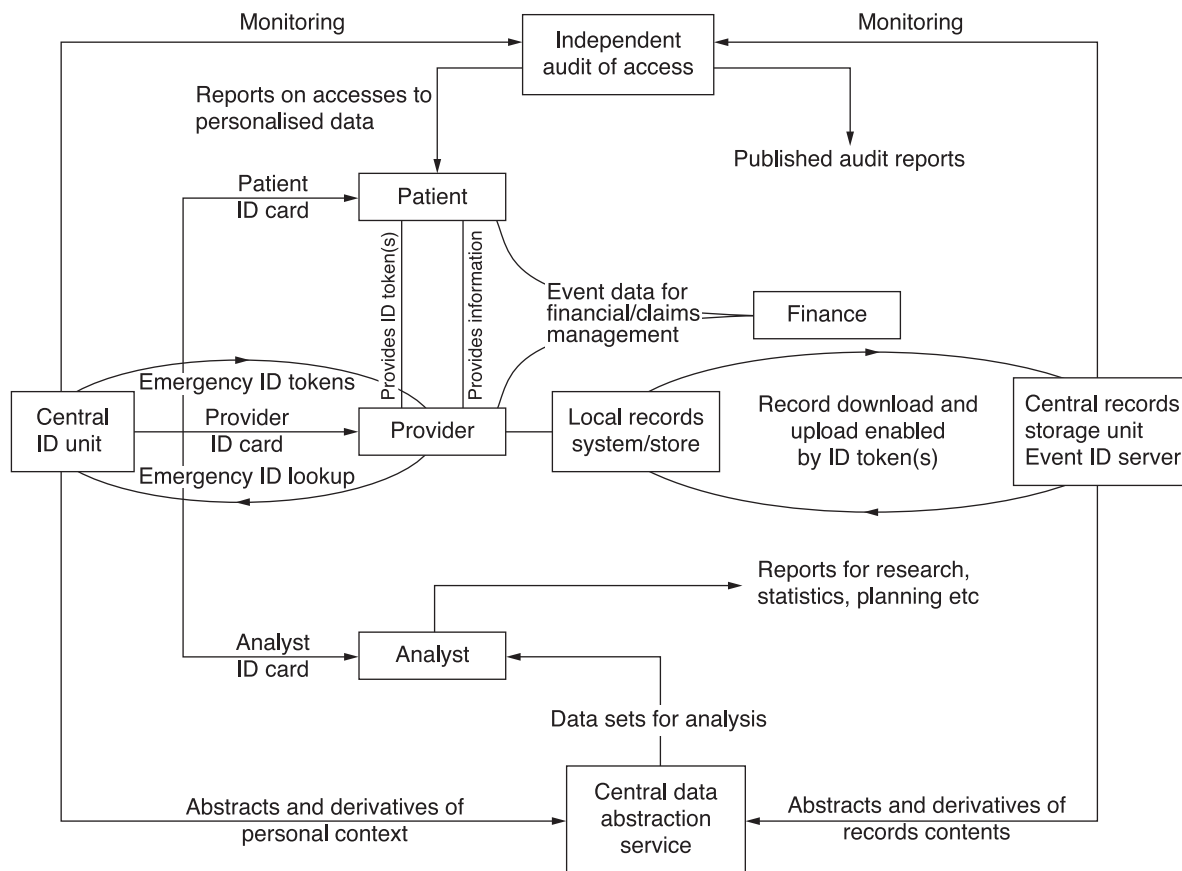 Monitoring
Monitoring
Independent
audit of access
Reports on accesses to
personalised data
Published audit reports
Patient
ID card
Patient
Provides ID token(s)
Provides information
Event data for
financial/claims
management
Finance
Emergency ID tokens
Central
ID unit
Provider
ID card
Provider
Emergency ID lookup
Local records
system/store
Record download and
upload enabled
by ID token(s)
Central records
storage unit
Event ID server
Reports for research,
statistics, planning etc
Analyst
ID card
Analyst
Data sets for analysis
Abstracts and derivatives of
personal context
Central data
abstraction
service
Abstracts and derivatives of
records contents